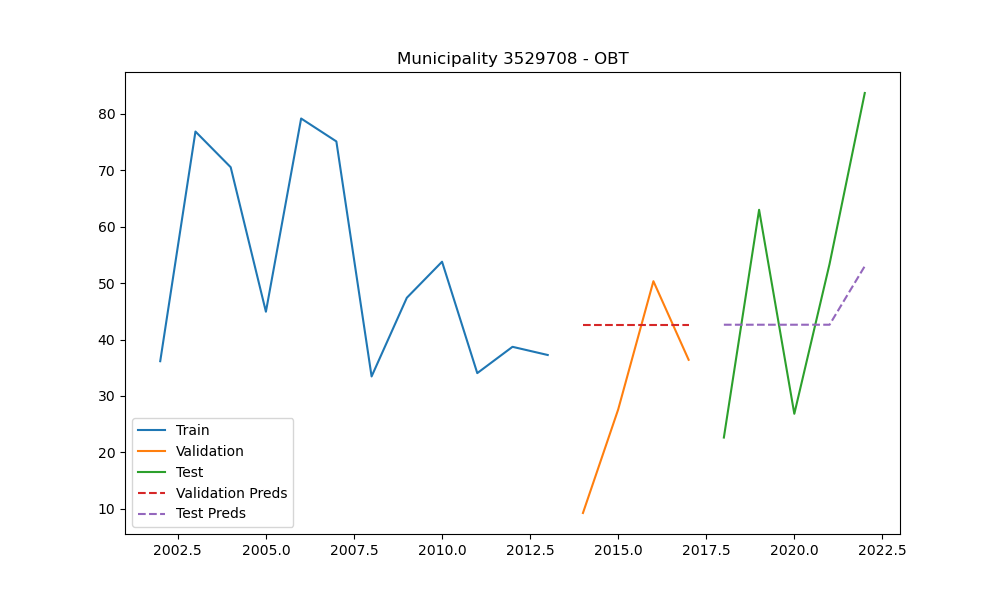 Municipality 3529708 - OBT
80
70
60
50
40
30
20
10
Train
Validation
Test
Validation Preds
Test Preds
2002.5 2005.0 2007.5 2010.0 2012.5 2015.0 2017.5 2020.0 2022.5